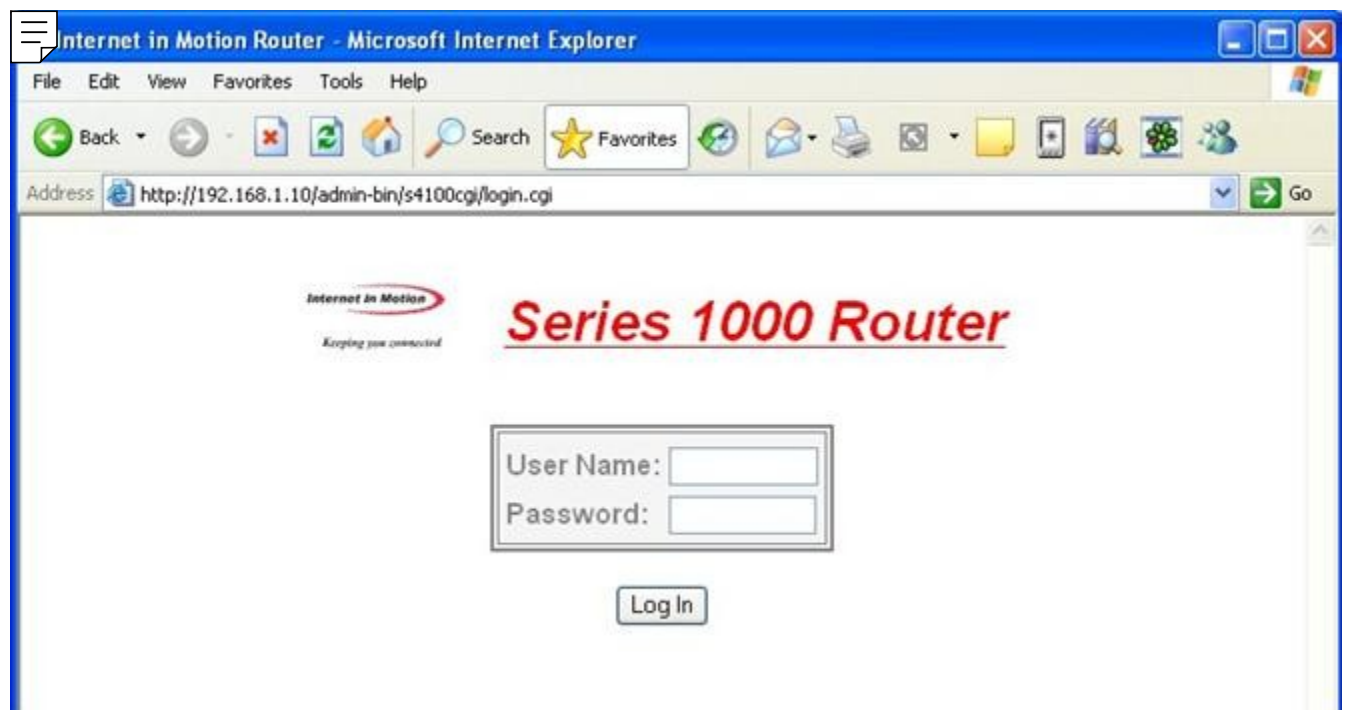 Internet in Motion Router - Microsoft Internet Explorer
File Edit View Favorites Tools Help
Back Search Favorites
Address http://192.168.1.10/admin-bin/s4100cgi/login.cgi Go
Internet In Motion
Keeping you connected
Series 1000 Router
User Name:
Password:
Log In